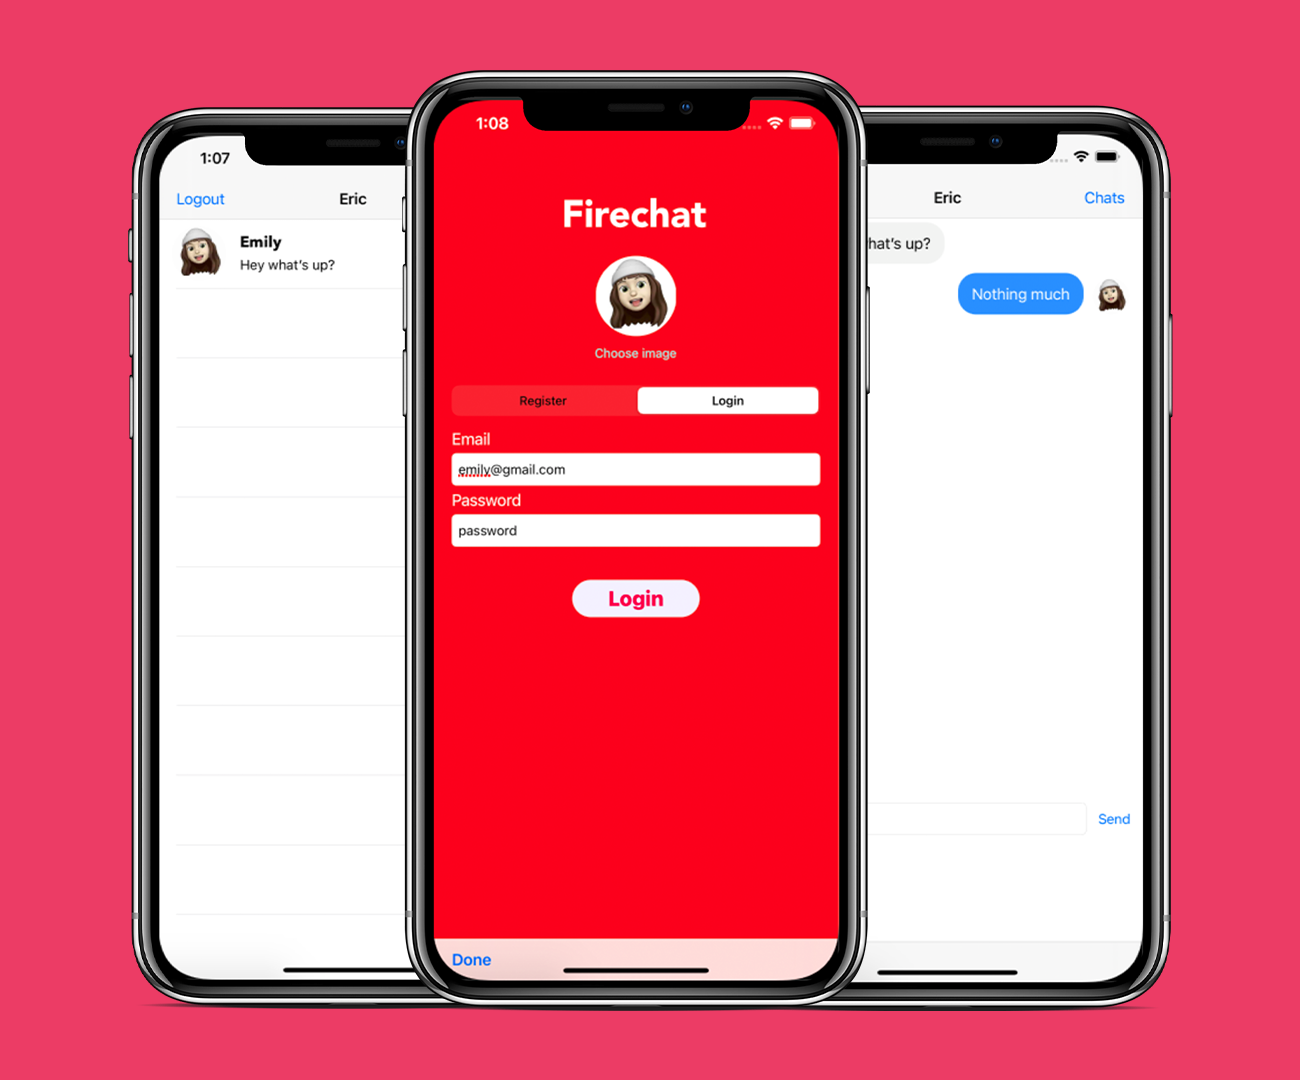 1:07
Logout
Eric
Emily
Hey what's up?
1:08
Firechat
Choose image
Register
Login
Email
emily@gmail.com
Password
password
Login
Done
Eric
Chats
hat's up?
Nothing much
Send